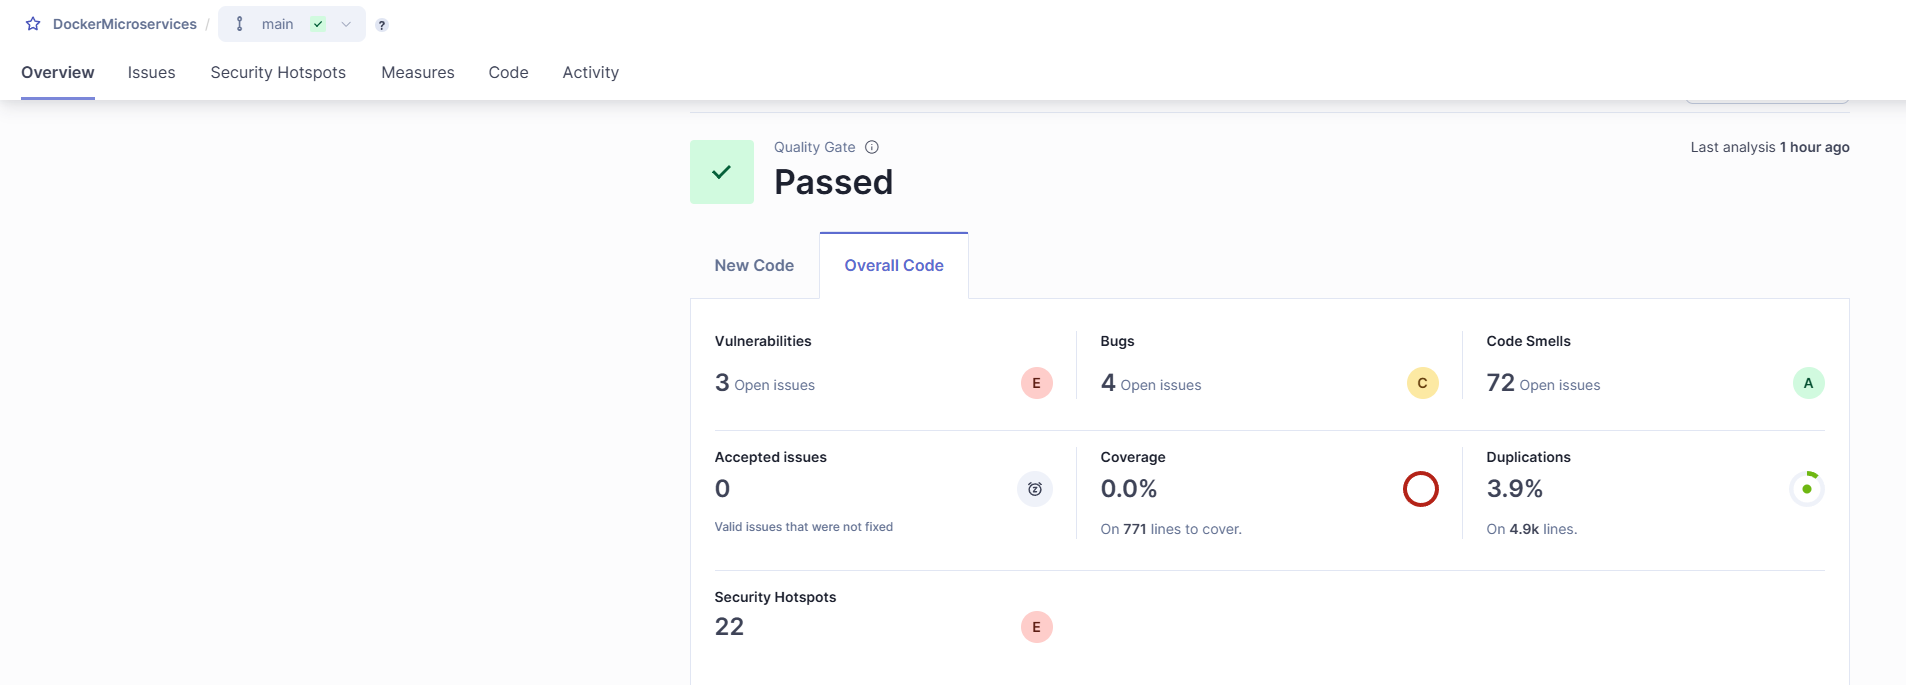 DockerMicroservices / main ?
Overview Issues Security Hotspots Measures Code Activity
Quality Gate
Last analysis 1 hour ago
Passed
New Code Overall Code
Vulnerabilities
3 Open issues E
Bugs
4 Open issues C
Code Smells
72 Open issues A
Accepted issues
0
Valid issues that were not fixed
Coverage
0.0%
On 771 lines to cover.
Duplications
3.9%
On 4.9k lines.
Security Hotspots
22 E